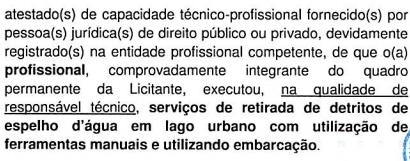 atestado(s) de capacidade técnico-profissional fornecido(s) por
pessoa(s) jurídica(s) de direito público ou privado, devidamente
registrado(s) na entidade profissional competente, de que o(a)
profissional, comprovadamente integrante do quadro
permanente da Licitante, executou, na qualidade de
responsável técnico, serviços de retirada de detritos de
espelho d'água em lago urbano com utilização de
ferramentas manuais e utilizando embarcação.